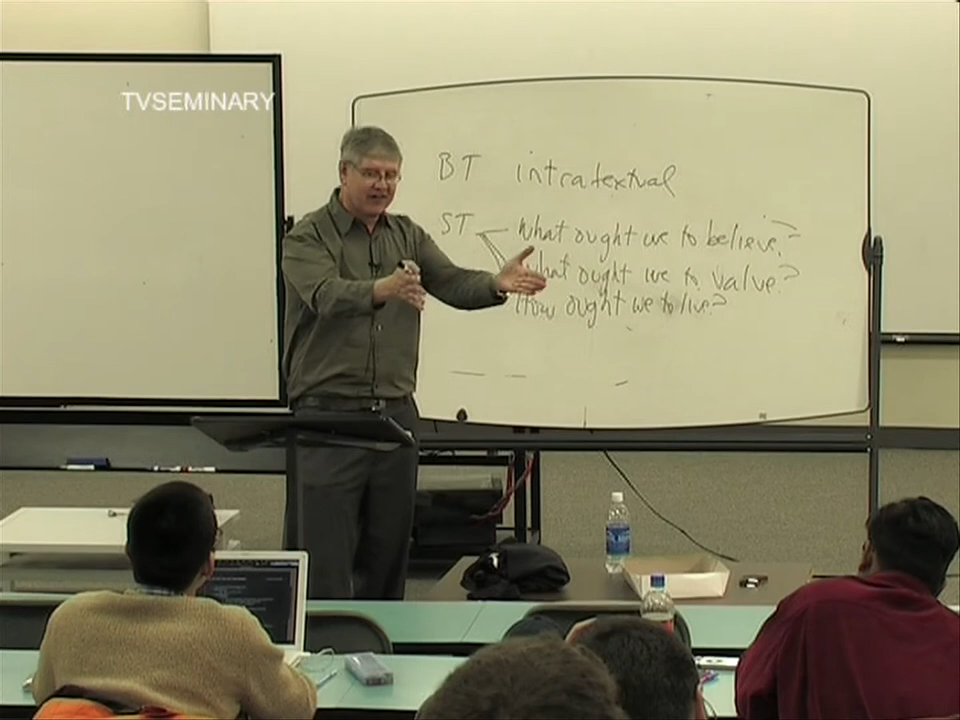 TVSEMINARY
BT intratextual
ST What ought we to believe?
what ought we to value?
How ought we to live?